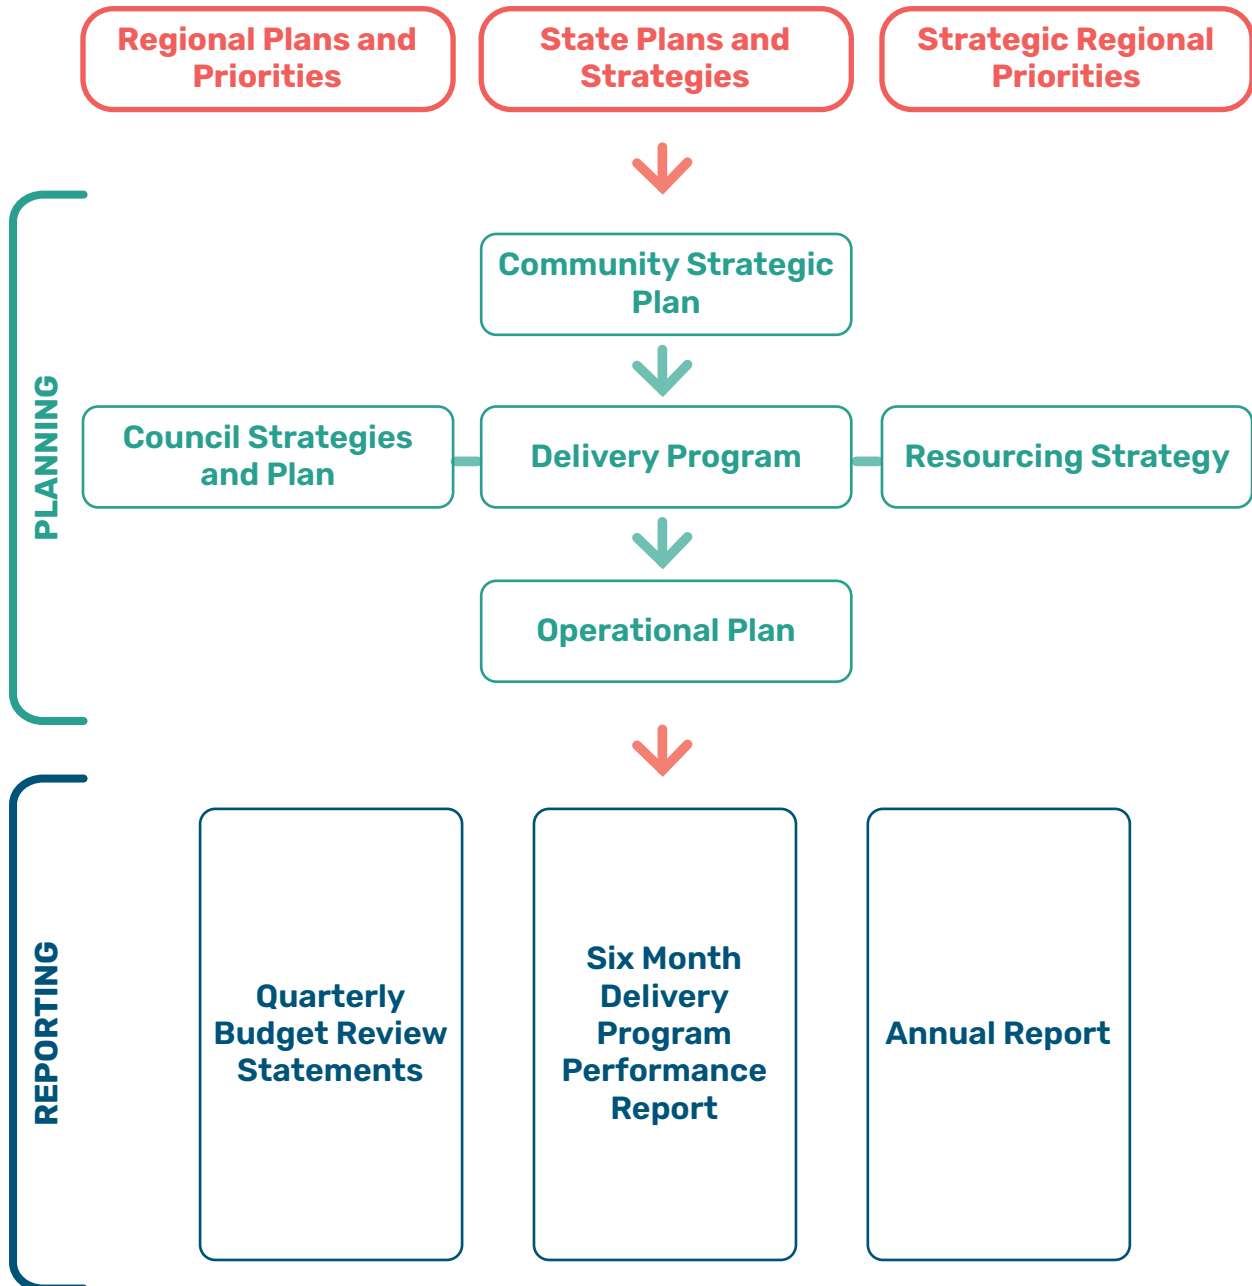 Regional Plans and
Priorities
State Plans and
Strategies
Strategic Regional
Priorities
PLANNING
Community Strategic
Plan
Council Strategies
and Plan
Delivery Program
Resourcing Strategy
Operational Plan
REPORTING
Quarterly
Budget Review
Statements
Six Month
Delivery
Program
Performance
Report
Annual Report